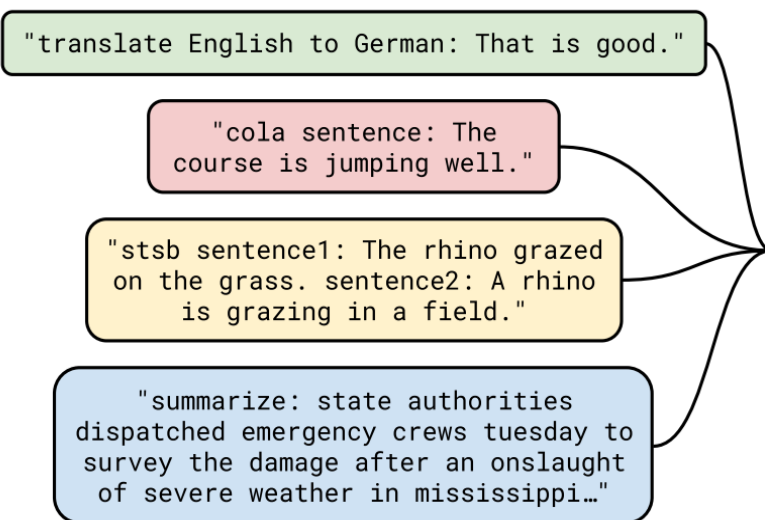 "translate English to German: That is good."
"cola sentence: The
course is jumping well."
"stsb sentence1: The rhino grazed
on the grass. sentence2: A rhino
is grazing in a field."
"summarize: state authorities
dispatched emergency crews tuesday to
survey the damage after an onslaught
of severe weather in mississippi…"